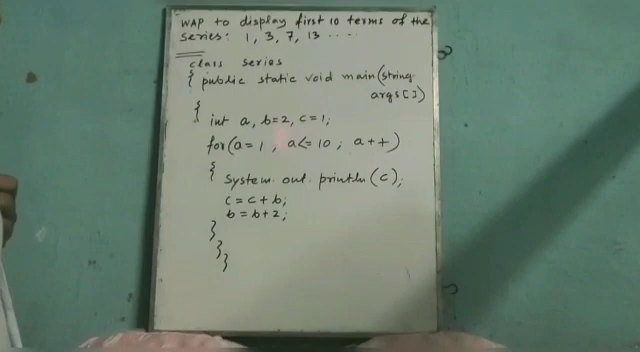 WAP to display first 10 terms of the
series: 1, 3, 7, 13 ....
class series
{ public static void main(string
args[])
{
int a, b=2, c=1;
for(a=1 ; a<=10 ; a++)
{ system. out. println (c);
c=c+b;
b=b+2;
}
}
}